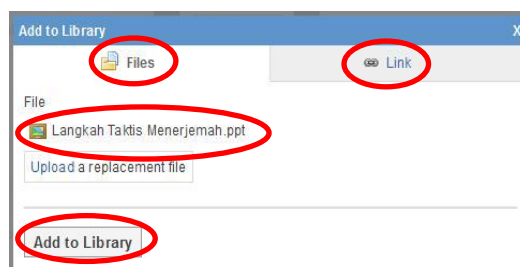 Add to Library X
Files Link
File
Langkah Taktis Menerjemah.ppt
Upload a replacement file
Add to Library